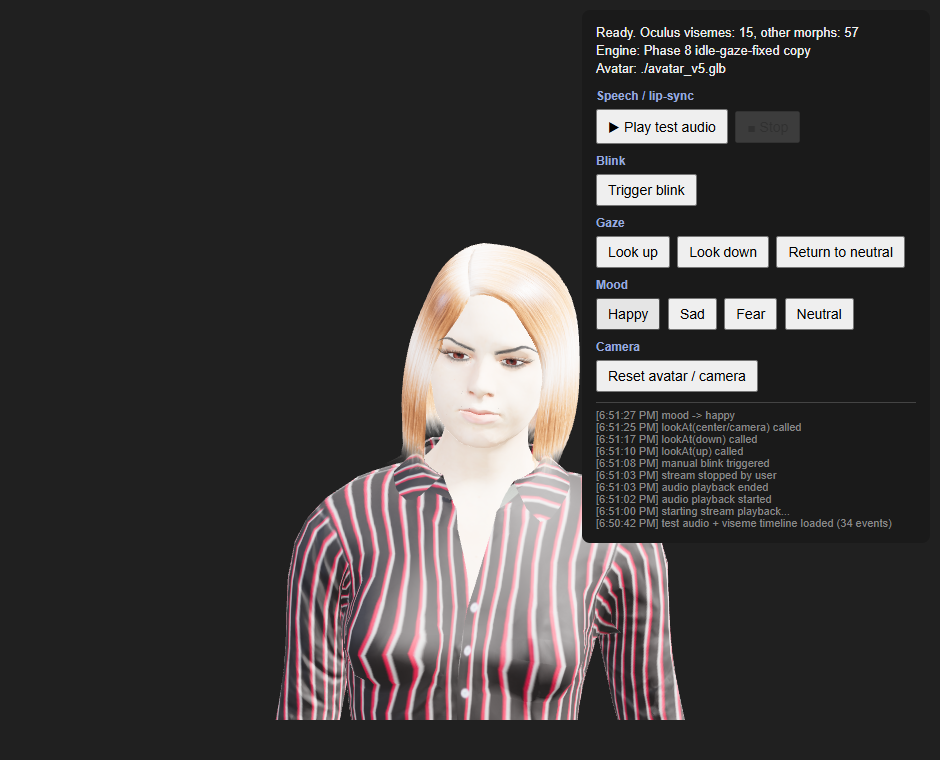 Ready. Oculus visemes: 15, other morphs: 57
Engine: Phase 8 idle-gaze-fixed copy
Avatar: ./avatar_v5.glb
Speech / lip-sync
▶ Play test audio ■ Stop
Blink
Trigger blink
Gaze
Look up Look down Return to neutral
Mood
Happy Sad Fear Neutral
Camera
Reset avatar / camera
[6:51:27 PM] mood -> happy
[6:51:25 PM] lookAt(center/camera) called
[6:51:17 PM] lookAt(down) called
[6:51:10 PM] lookAt(up) called
[6:51:08 PM] manual blink triggered
[6:51:03 PM] stream stopped by user
[6:51:03 PM] audio playback ended
[6:51:02 PM] audio playback started
[6:51:00 PM] starting stream playback...
[6:50:42 PM] test audio + viseme timeline loaded (34 events)